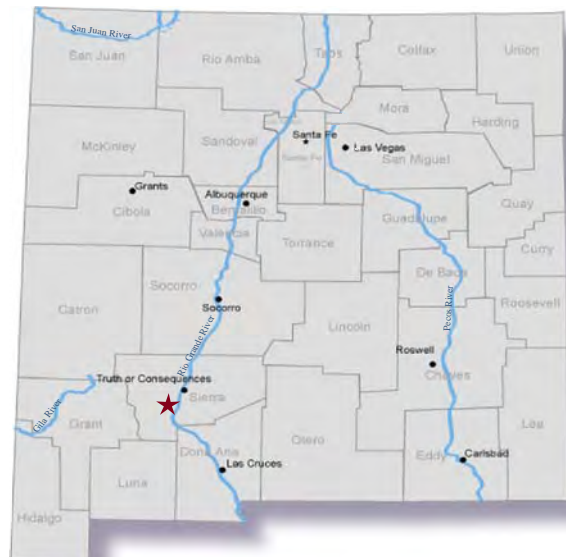 San Juan River
San Juan
Rio Arriba
Taos
Colfax
Union
Mora
Harding
Santa Fe
Santa Fe
Las Vegas
San Miguel
McKinley
Sandoval
Grants
Cibola
Albuquerque
Bernalillo
Valencia
Torrance
Guadalupe
Quay
Curry
De Baca
Roosevell
Socorro
Socorro
Catron
Lincoln
Pecos River
Roswell
Chaves
Rio Grande River
Truth or Consequences
Sierra
Gila River
Grant
Otero
Lea
Dona Ana
Las Cruces
Eddy
Carlsbad
Luna
Hidalgo